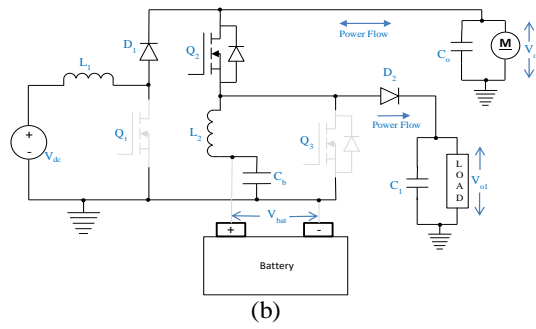 D1
Q2
Power Flow
Co
M
Vo
L1
D2
Q1
L2
Q3
Power Flow
+
-
Vdc
Cb
C1
LOAD
Vo1
Vbat
+
-
Battery
(b)